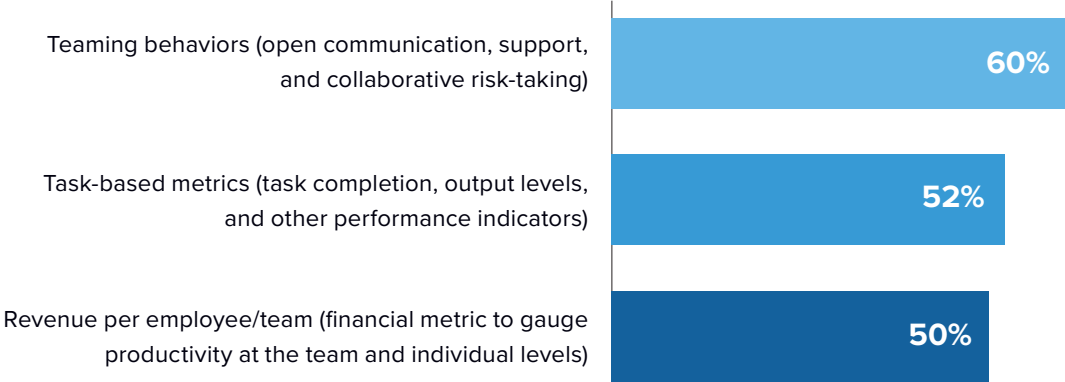 Teaming behaviors (open communication, support,
and collaborative risk-taking)
60%
Task-based metrics (task completion, output levels,
and other performance indicators)
52%
Revenue per employee/team (financial metric to gauge
productivity at the team and individual levels)
50%